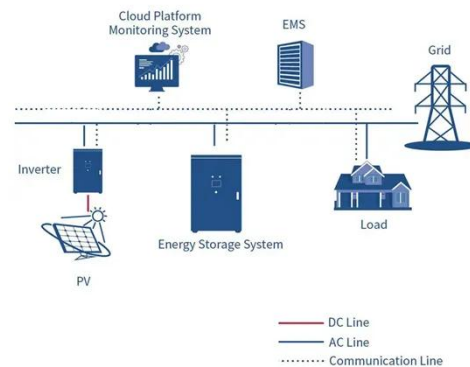 Cloud Platform
Monitoring System
EMS
Grid
Inverter
Energy Storage System
Load
PV
DC Line
AC Line
Communication Line